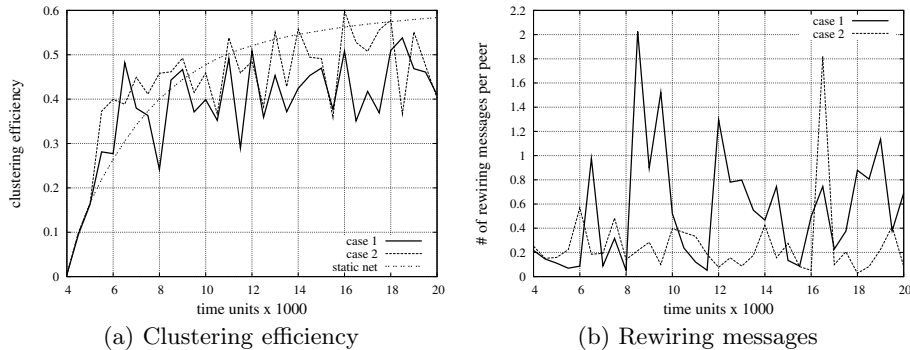 clustering efficiency
0.6
0.5
0.4
0.3
0.2
0.1
0
4 6 8 10 12 14 16 18 20
time units x 1000
case 1
case 2
static net
(a) Clustering efficiency
# of rewiring messages per peer
2.2
2
1.8
1.6
1.4
1.2
1
0.8
0.6
0.4
0.2
0
4 6 8 10 12 14 16 18 20
time units x 1000
case 1
case 2
(b) Rewiring messages